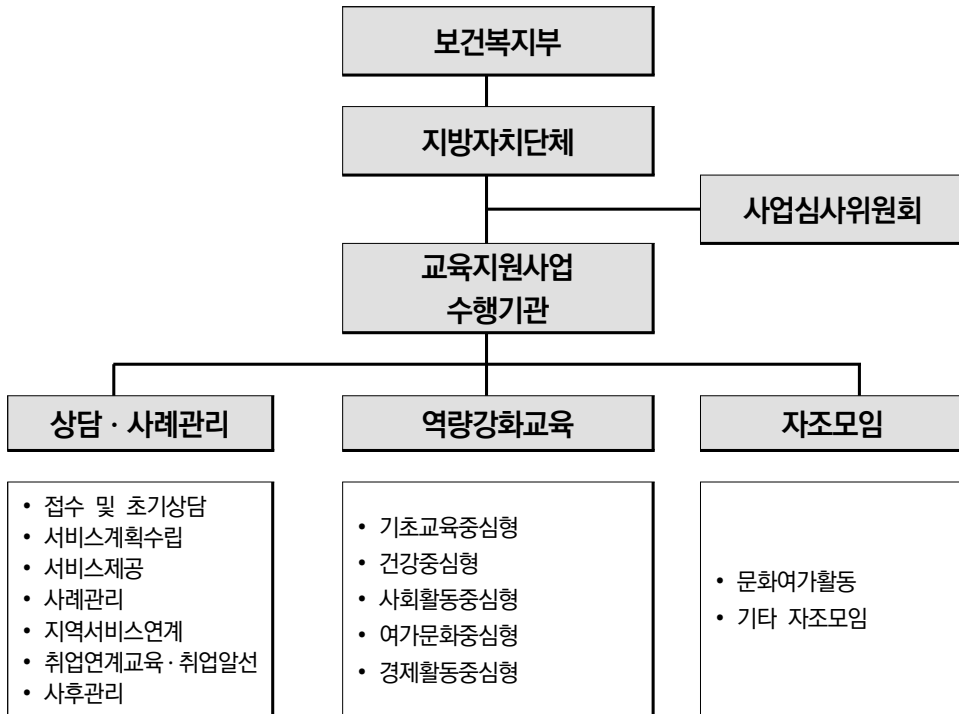 보건복지부
지방자치단체
사업심사위원회
교육지원사업
수행기관
상담 · 사례관리
역량강화교육
자조모임
• 접수 및 초기상담
• 서비스계획수립
• 서비스제공
• 사례관리
• 지역서비스연계
• 취업연계교육 · 취업알선
• 사후관리
• 기초교육중심형
• 건강중심형
• 사회활동중심형
• 여가문화중심형
• 경제활동중심형
• 문화여가활동
• 기타 자조모임